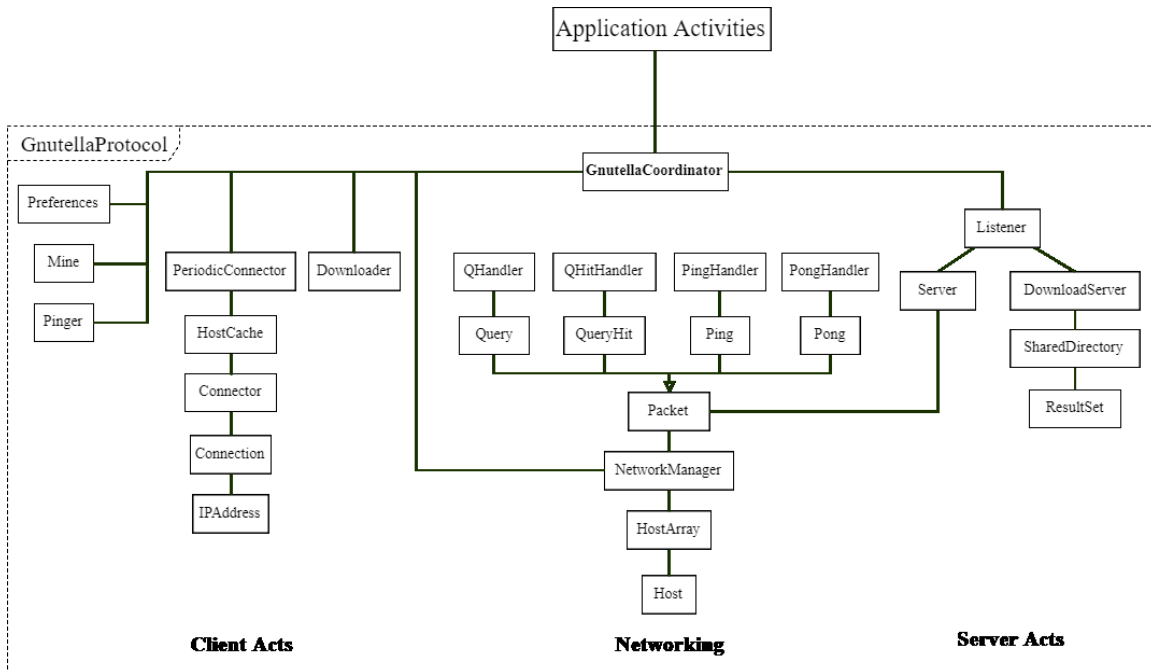 Application Activities
GnutellaProtocol
GnutellaCoordinator
Preferences
Mine
Pinger
PeriodicConnector
Downloader
HostCache
Connector
Connection
IPAddress
QHandler
QHitHandler
PingHandler
PongHandler
Query
QueryHit
Ping
Pong
Packet
NetworkManager
HostArray
Host
Listener
Server
DownloadServer
SharedDirectory
ResultSet
Client Acts
Networking
Server Acts